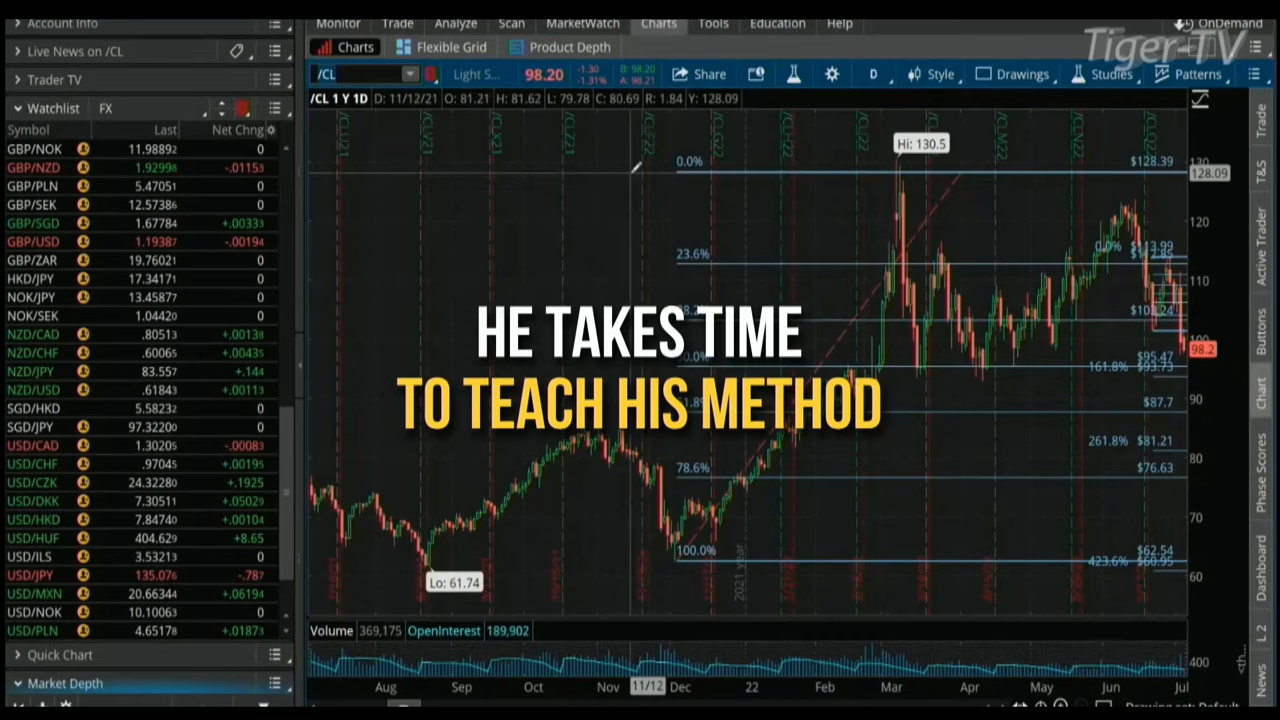 Monitor Trade Analyze Scan MarketWatch Charts Tools Education Help
OnDemand
Tiger-TV
Account Info
Live News on /CL
Trader TV
Watchlist FX
Symbol Last Net Chng
GBP/NOK 11.98892 0
GBP/NZD 1.92998 -.01153
GBP/PLN 5.47051 0
GBP/SEK 12.57386 0
GBP/SGD 1.67784 +.00333
GBP/USD 1.19387 -.00194
GBP/ZAR 19.76021 0
HKD/JPY 17.34171 0
NOK/JPY 13.45877 0
NOK/SEK 1.04420 0
NZD/CAD .80513 +.00138
NZD/CHF .60065 +.00435
NZD/JPY 83.557 +.144
NZD/USD .61843 +.00113
SGD/HKD 5.58232 0
SGD/JPY 97.32200 0
USD/CAD 1.30205 -.00083
USD/CHF .97045 +.00195
USD/CZK 24.32280 +.1925
USD/DKK 7.30511 +.05029
USD/HKD 7.84740 +.00104
USD/HUF 404.629 +8.65
USD/ILS 3.53213 0
USD/JPY 135.076 -.787
USD/MXN 20.66344 +.06194
USD/NOK 10.10063 0
USD/PLN 4.65178 +.01873
Quick Chart
Market Depth
Charts Flexible Grid Product Depth
/CL Light S... 98.20 -1.30 -1.31% B: 98.20 A: 98.21 Share D Style Drawings Studies Patterns
/CL 1 Y 1D D: 11/12/21 O: 81.21 H: 81.62 L: 79.78 C: 80.69 R: 1.84 Y: 128.09
Hi: 130.5
0.0% $128.39
128.09
120
0.0% $113.99
23.6%
110
$103.24
HE TAKES TIME
TO TEACH HIS METHOD
98.2
$95.47
161.8% $93.73
90
$87.7
261.8% $81.21
80
78.6% $76.63
70
100.0% $62.54
423.6% $60.95
60
Lo: 61.74
2021 year
Volume 369,175 OpenInterest 189,902
400
Aug Sep Oct Nov 11/12 Dec 22 Feb Mar Apr May Jun Jul
Trade
T&S
Active Trader
Buttons
Chart
Phase Scores
Dashboard
L 2
News